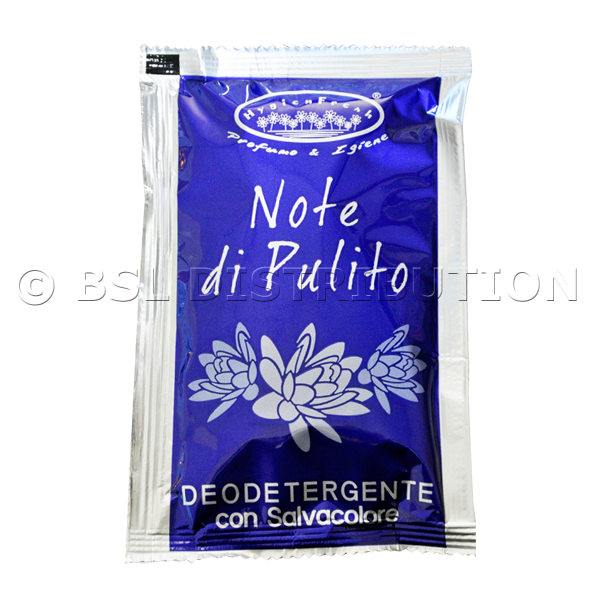 HygienFresh®
Profumo & Igiene
Note
di Pulito
© BSL DISTRIBUTION
DEODETERGENTE
con Salvacolore